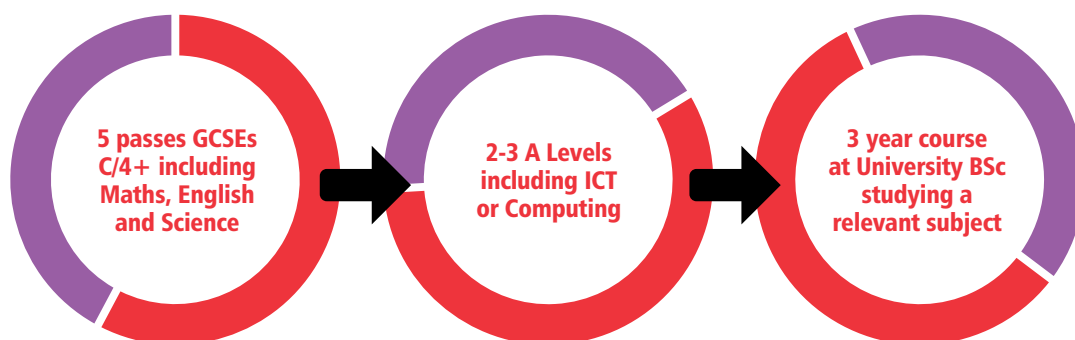 5 passes GCSEs
C/4+ including
Maths, English
and Science
2-3 A Levels
including ICT
or Computing
3 year course
at University BSc
studying a
relevant subject